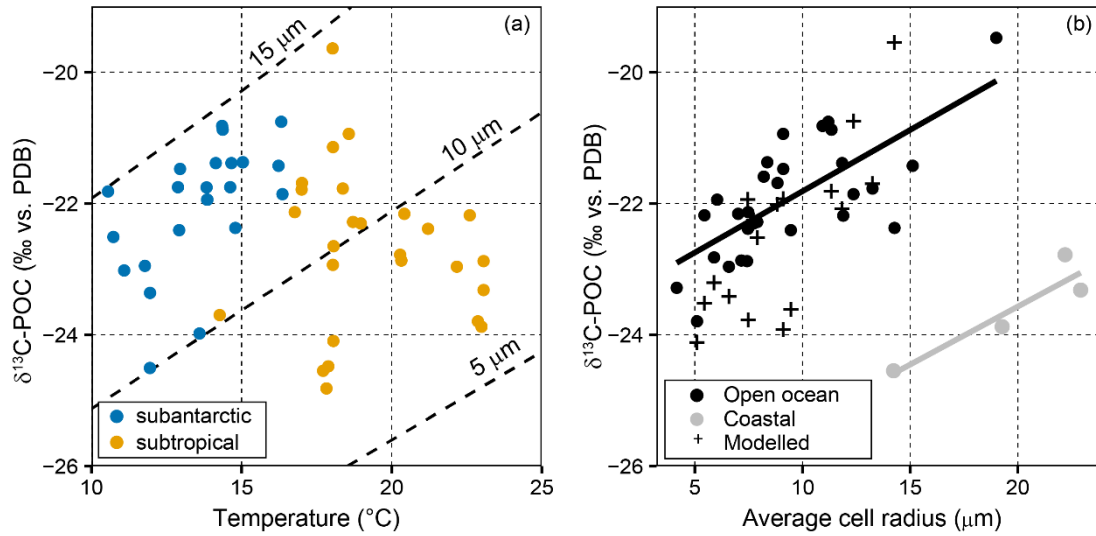 (a)
15 μm
10 μm
5 μm
−20
−22
−24
−26
δ¹³C-POC (‰ vs. PDB)
subantarctic
subtropical
10 15 20 25
Temperature (°C)
(b)
−20
−22
−24
−26
δ¹³C-POC (‰ vs. PDB)
Open ocean
Coastal
+ Modelled
5 10 15 20
Average cell radius (μm)